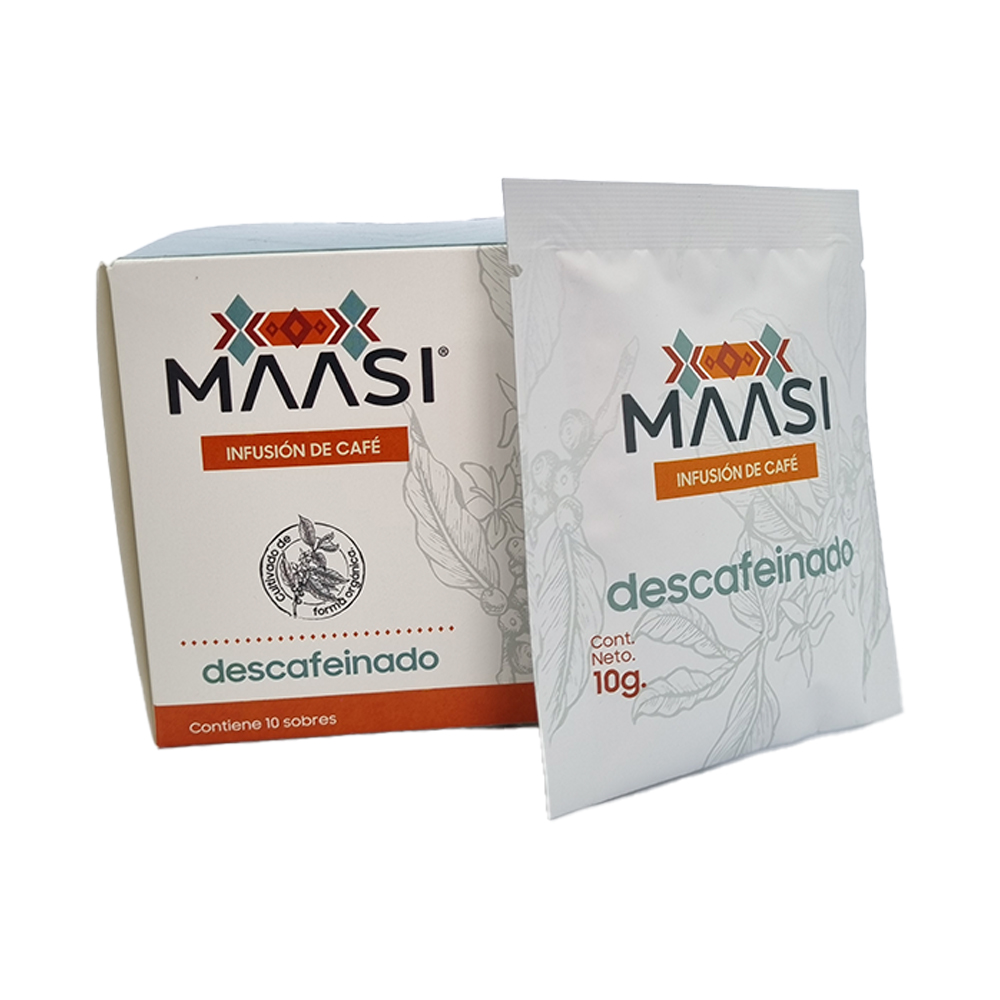 MAASI®
INFUSIÓN DE CAFÉ
Cultivado de
forma orgánica.
descafeinado
Contiene 10 sobres
MAASI
INFUSIÓN DE CAFÉ
descafeinado
Cont.
Neto.
10g.